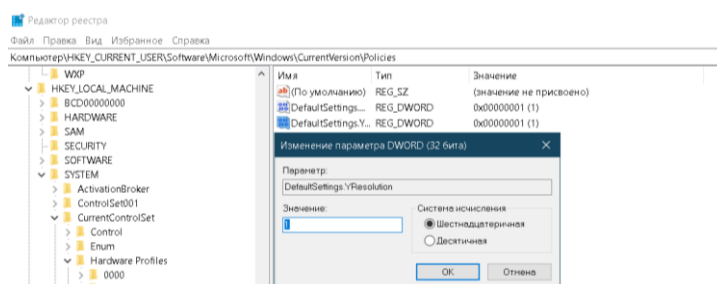 Редактор реестра
Файл Правка Вид Избранное Справка
Компьютер\HKEY_CURRENT_USER\Software\Microsoft\Windows\CurrentVersion\Policies
WXP
HKEY_LOCAL_MACHINE
BCD00000000
HARDWARE
SAM
SECURITY
SOFTWARE
SYSTEM
ActivationBroker
ControlSet001
CurrentControlSet
Control
Enum
Hardware Profiles
0000
Имя Тип Значение
(По умолчанию) REG_SZ (значение не присвоено)
DefaultSettings.... REG_DWORD 0x00000001 (1)
DefaultSettings.Y... REG_DWORD 0x00000001 (1)
Изменение параметра DWORD (32 бита)
Параметр:
DefaultSettings.YResolution
Значение:
1
Система исчисления
Шестнадцатеричная
Десятичная
OK Отмена